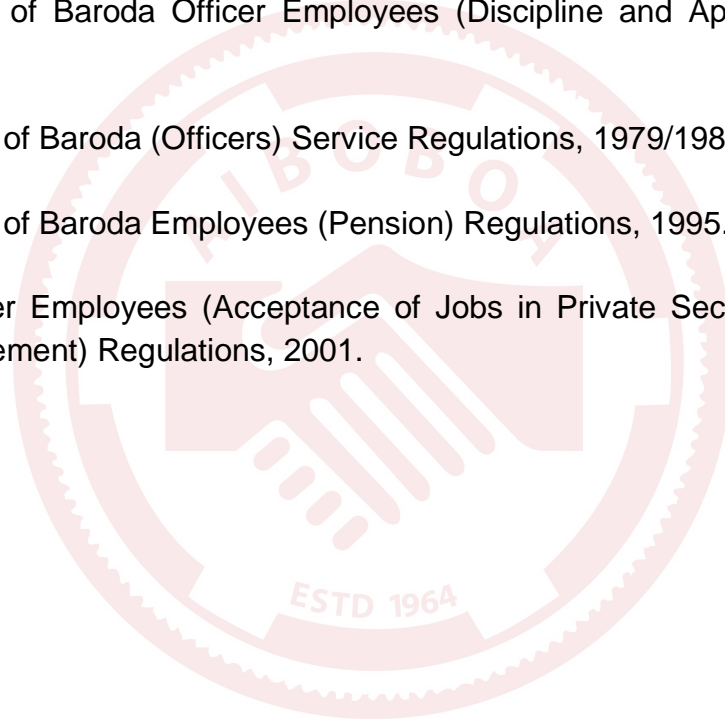 of Baroda Officer Employees (Discipline and Ap
of Baroda (Officers) Service Regulations, 1979/198
of Baroda Employees (Pension) Regulations, 1995.
er Employees (Acceptance of Jobs in Private Sec
ement) Regulations, 2001.
AIBOBOA
ESTD 1964